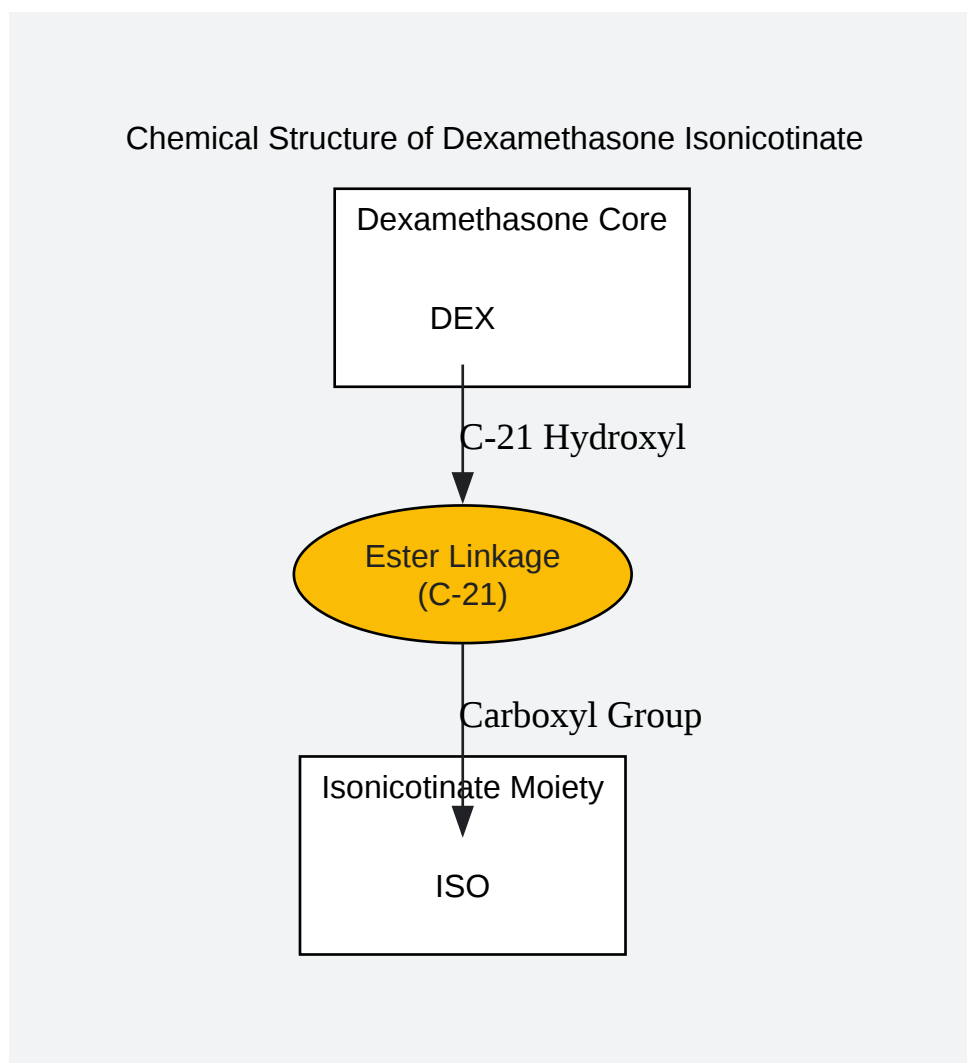 Chemical Structure of Dexamethasone Isonicotinate
Dexamethasone Core
DEX
C-21 Hydroxyl
Ester Linkage
(C-21)
Carboxyl Group
Isonicotinate Moiety
ISO